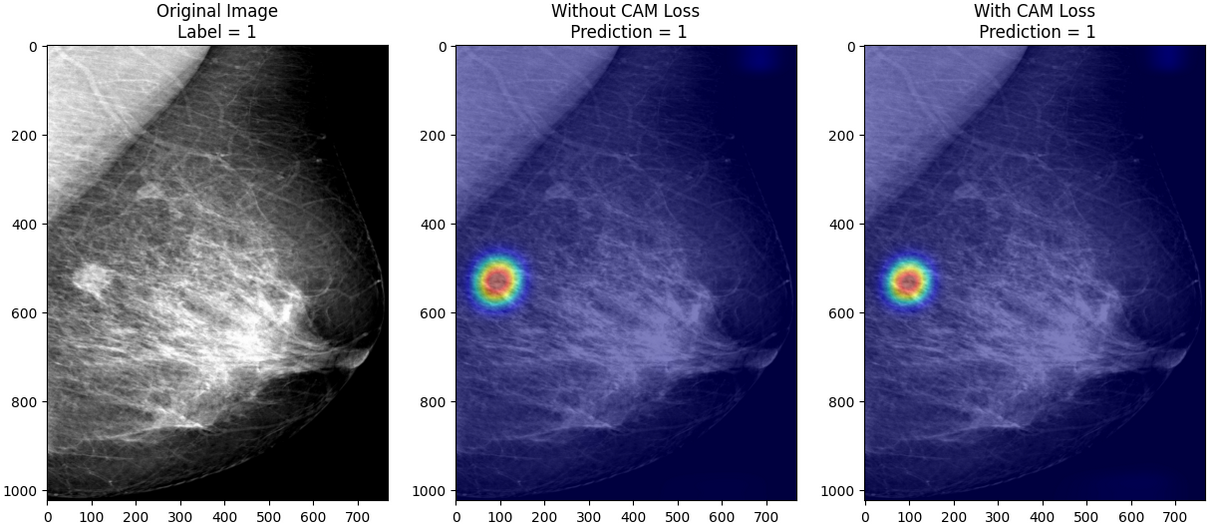 Original Image
Label = 1
Without CAM Loss
Prediction = 1
With CAM Loss
Prediction = 1
0
200
400
600
800
1000
0 100 200 300 400 500 600 700
0
200
400
600
800
1000
0 100 200 300 400 500 600 700
0
200
400
600
800
1000
0 100 200 300 400 500 600 700